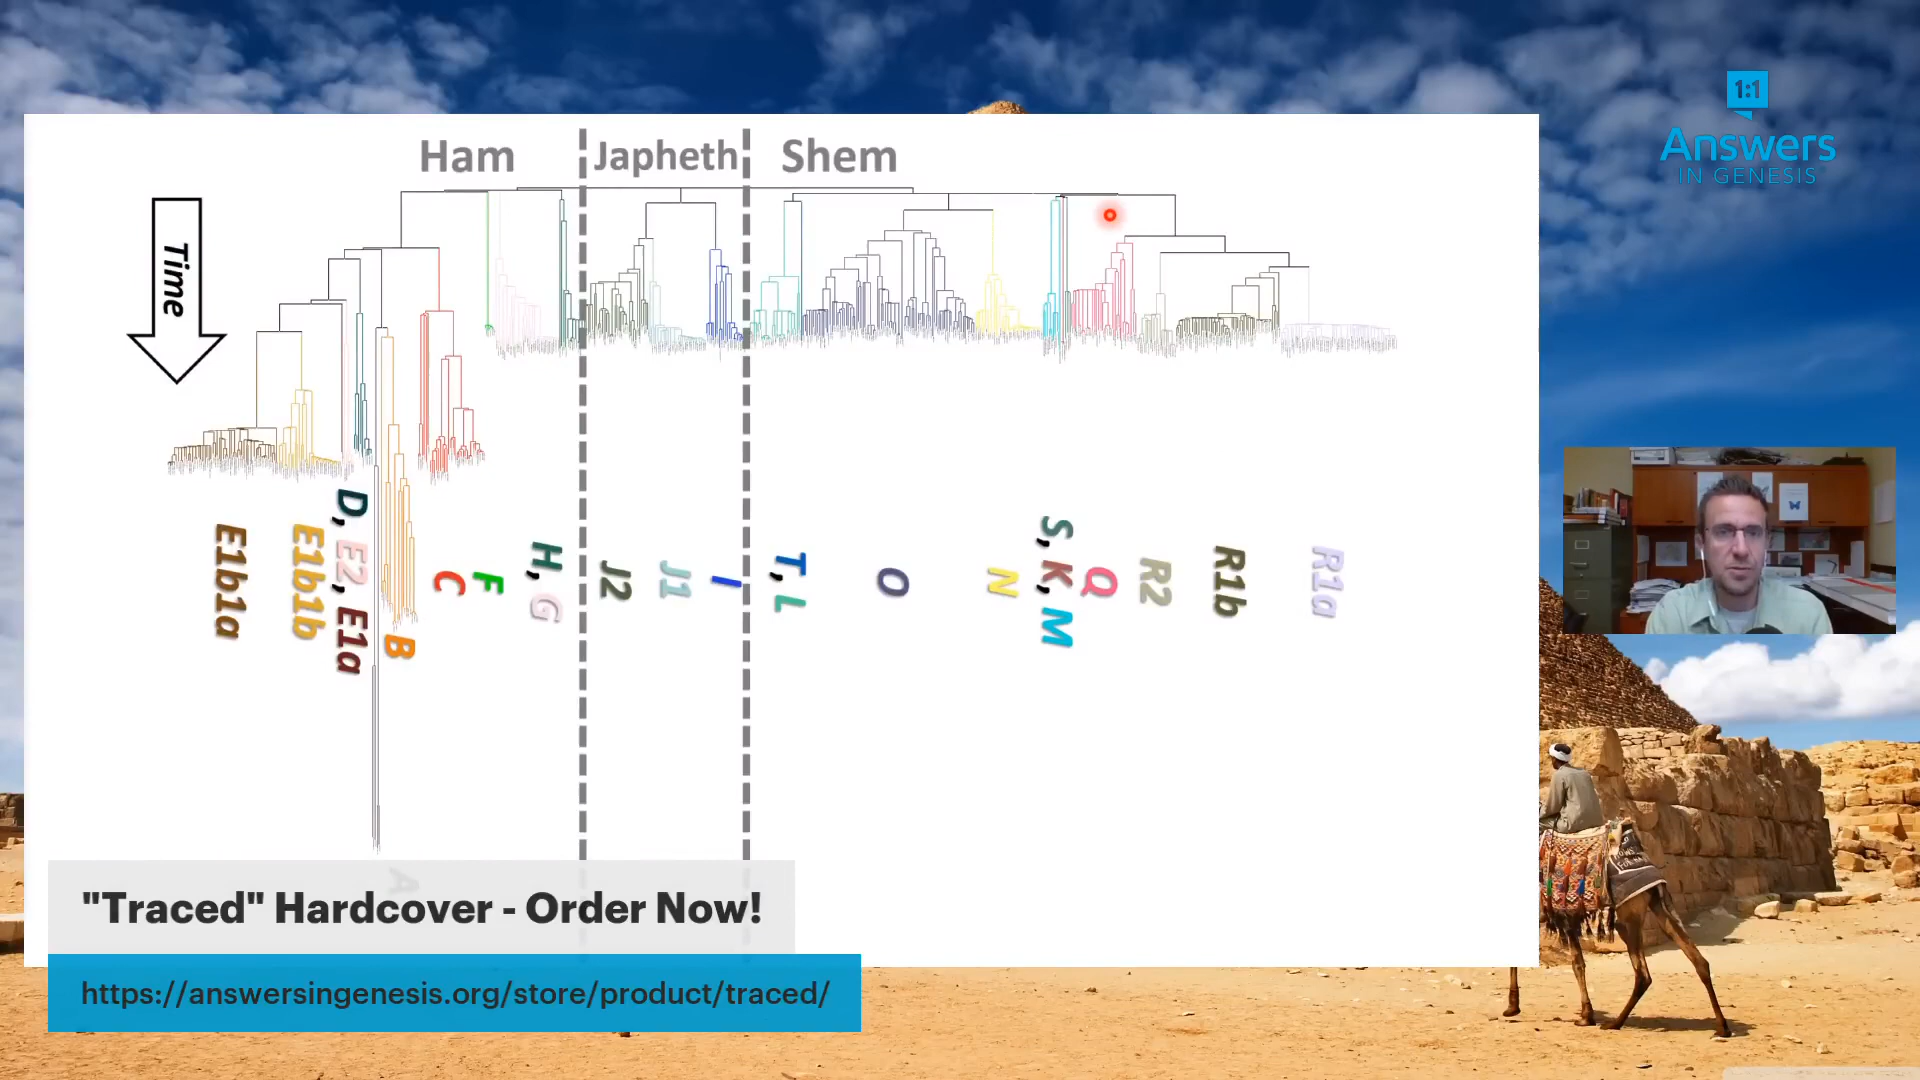 1:1
Answers
IN GENESIS
Ham
Japheth
Shem
Time
E1b1a
E1b1b
D, E2, E1a
B
C
F
H, G
J2
J1
I
T, L
O
N
S, K, M
Q
R2
R1b
R1a
A
"Traced" Hardcover - Order Now!
https://answersingenesis.org/store/product/traced/